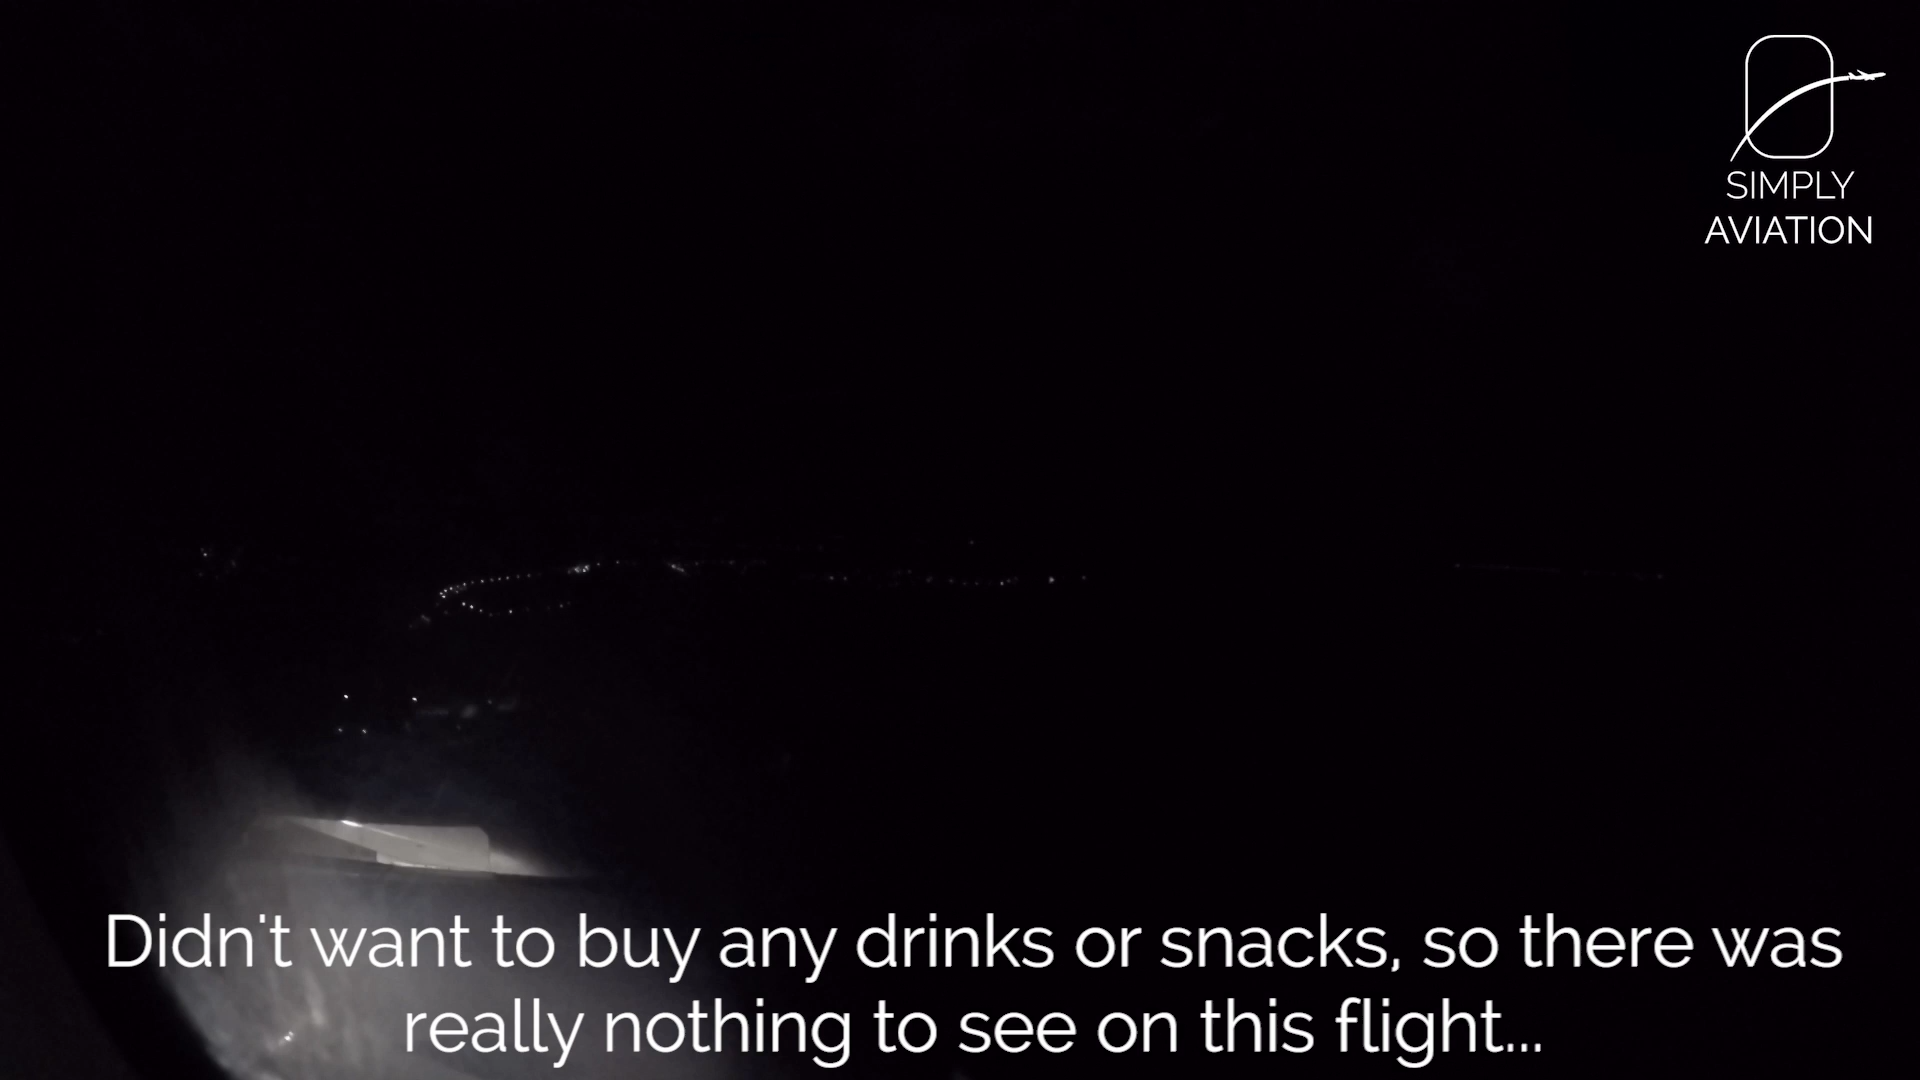 SIMPLY
AVIATION
Didn't want to buy any drinks or snacks, so there was
really nothing to see on this flight...